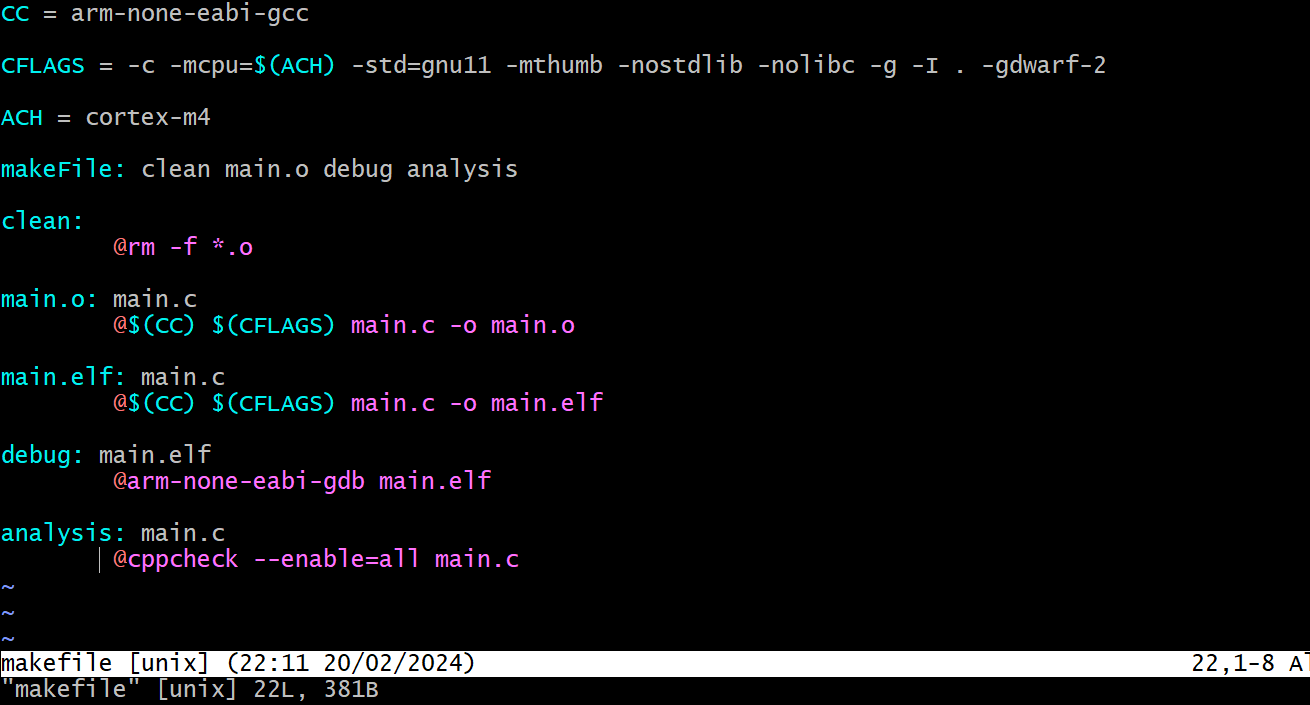 CC = arm-none-eabi-gcc
CFLAGS = -c -mcpu=$(ACH) -std=gnu11 -mthumb -nostdlib -nolibc -g -I . -gdwarf-2
ACH = cortex-m4
makeFile: clean main.o debug analysis
clean:
@rm -f *.o
main.o: main.c
@$(CC) $(CFLAGS) main.c -o main.o
main.elf: main.c
@$(CC) $(CFLAGS) main.c -o main.elf
debug: main.elf
@arm-none-eabi-gdb main.elf
analysis: main.c
@cppcheck --enable=all main.c
~
~
~
makefile [unix] (22:11 20/02/2024) 22,1-8
"makefile" [unix] 22L, 381B